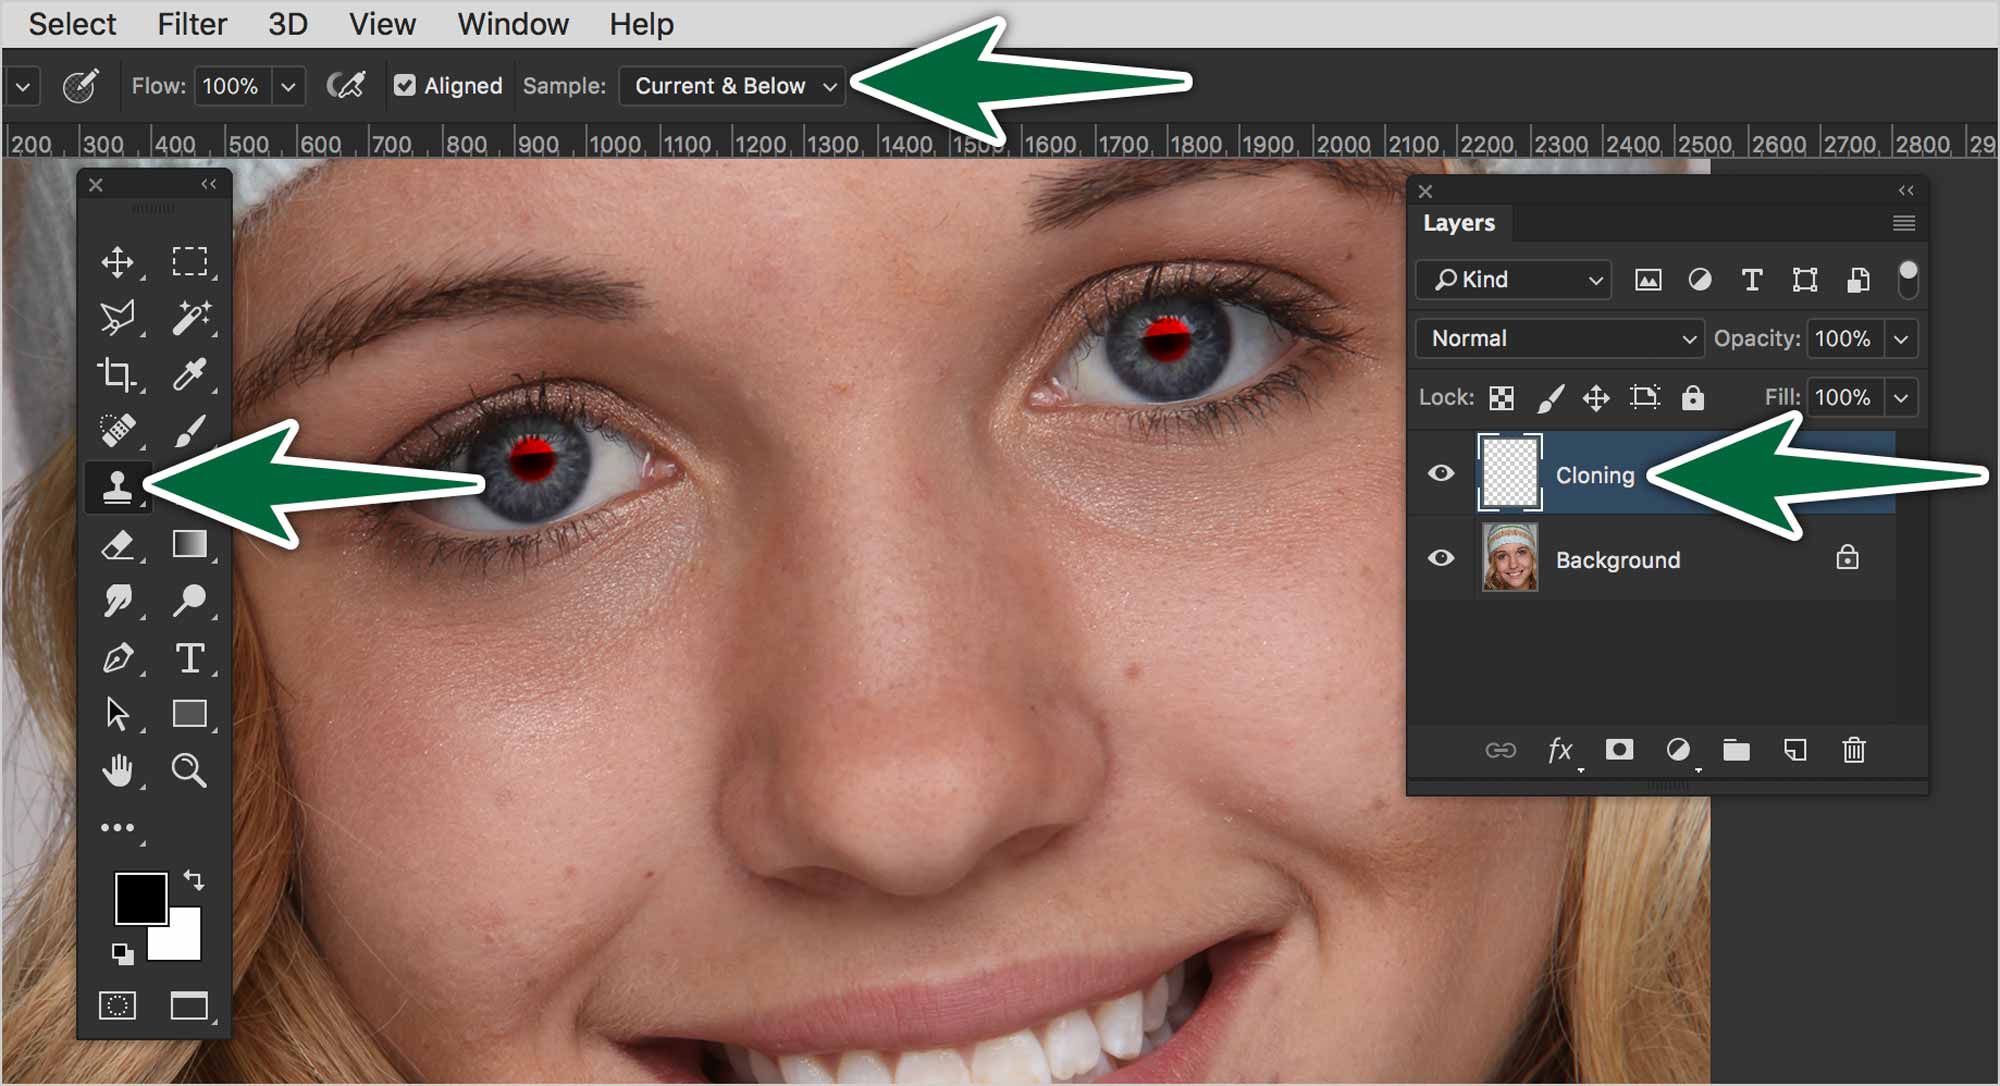 Select Filter 3D View Window Help
Flow: 100% Aligned Sample: Current & Below
200 300 400 500 600 700 800 900 1000 1100 1200 1300 1400 1500 1600 1700 1800 1900 2000 2100 2200 2300 2400 2500 2600 2700 2800 29
Layers
Kind T
Normal Opacity: 100%
Lock: Fill: 100%
Cloning
Background
T
fx